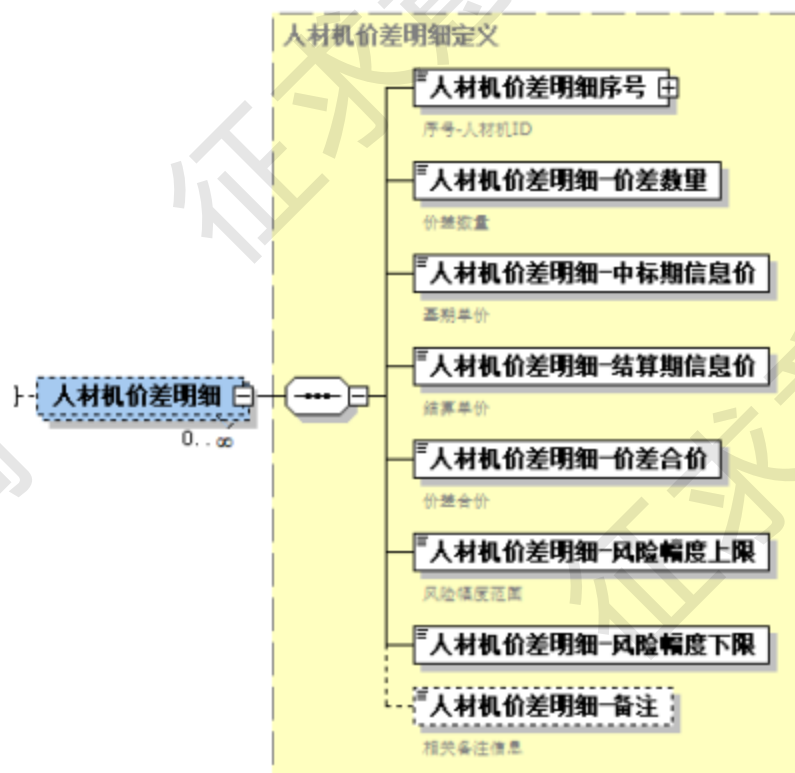 人材机价差明细定义
人材机价差明细序号
序号-人材机ID
人材机价差明细-价差数量
价差数量
人材机价差明细-中标期信息价
基期单价
人材机价差明细-结算期信息价
结算单价
人材机价差明细
0..∞
人材机价差明细-价差合价
价差合价
人材机价差明细-风险幅度上限
风险幅度范围
人材机价差明细-风险幅度下限
人材机价差明细-备注
相关备注信息
征求
征求